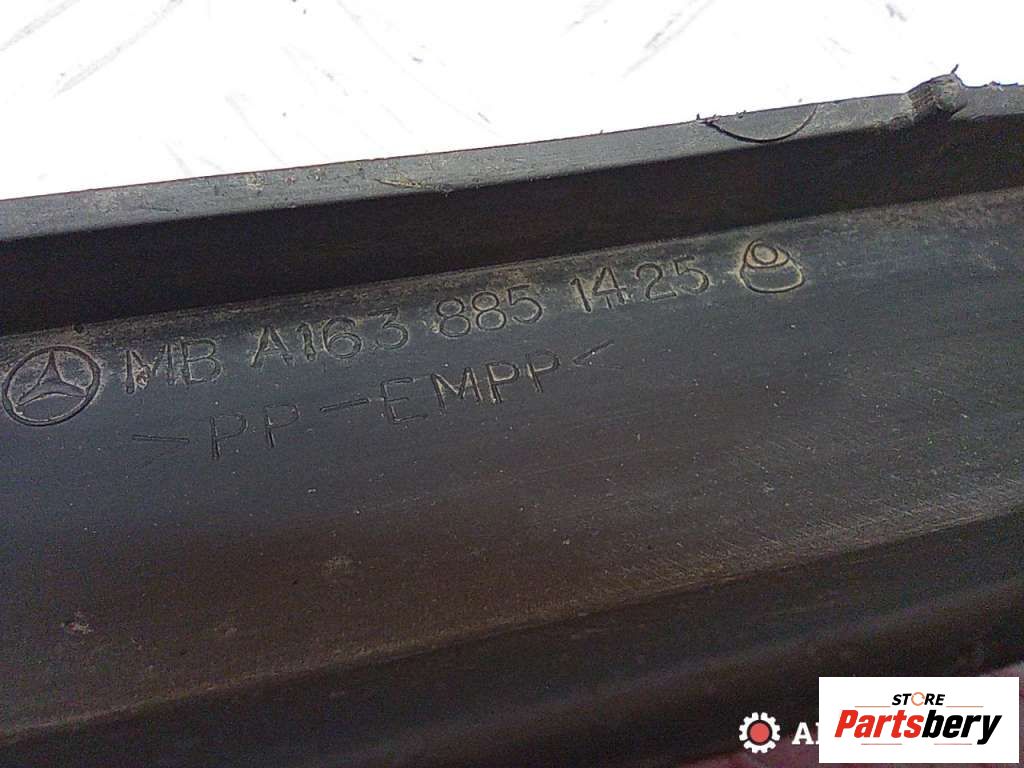 MB A163 885 1425
>PP-EMPP<
STORE
Partsbery